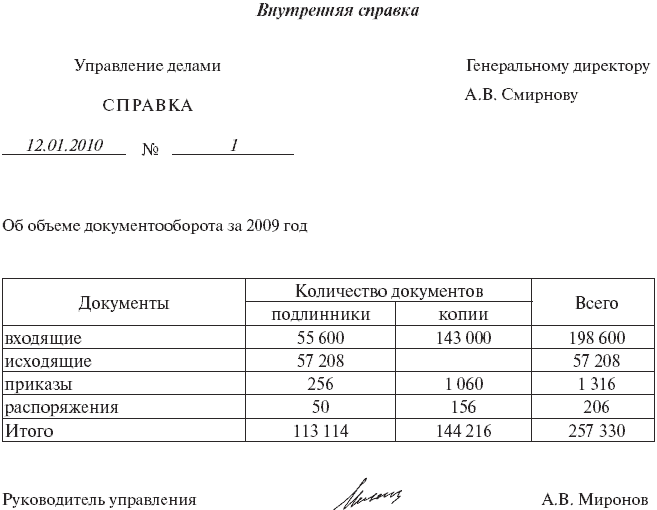 Внутренняя справка
Управление делами
Генеральному директору
А.В. Смирнову
СПРАВКА
12.01.2010 № 1
Об объеме документооборота за 2009 год
Документы Количество документов Всего
подлинники копии
входящие 55 600 143 000 198 600
исходящие 57 208 57 208
приказы 256 1 060 1 316
распоряжения 50 156 206
Итого 113 114 144 216 257 330
Руководитель управления А.В. Миронов